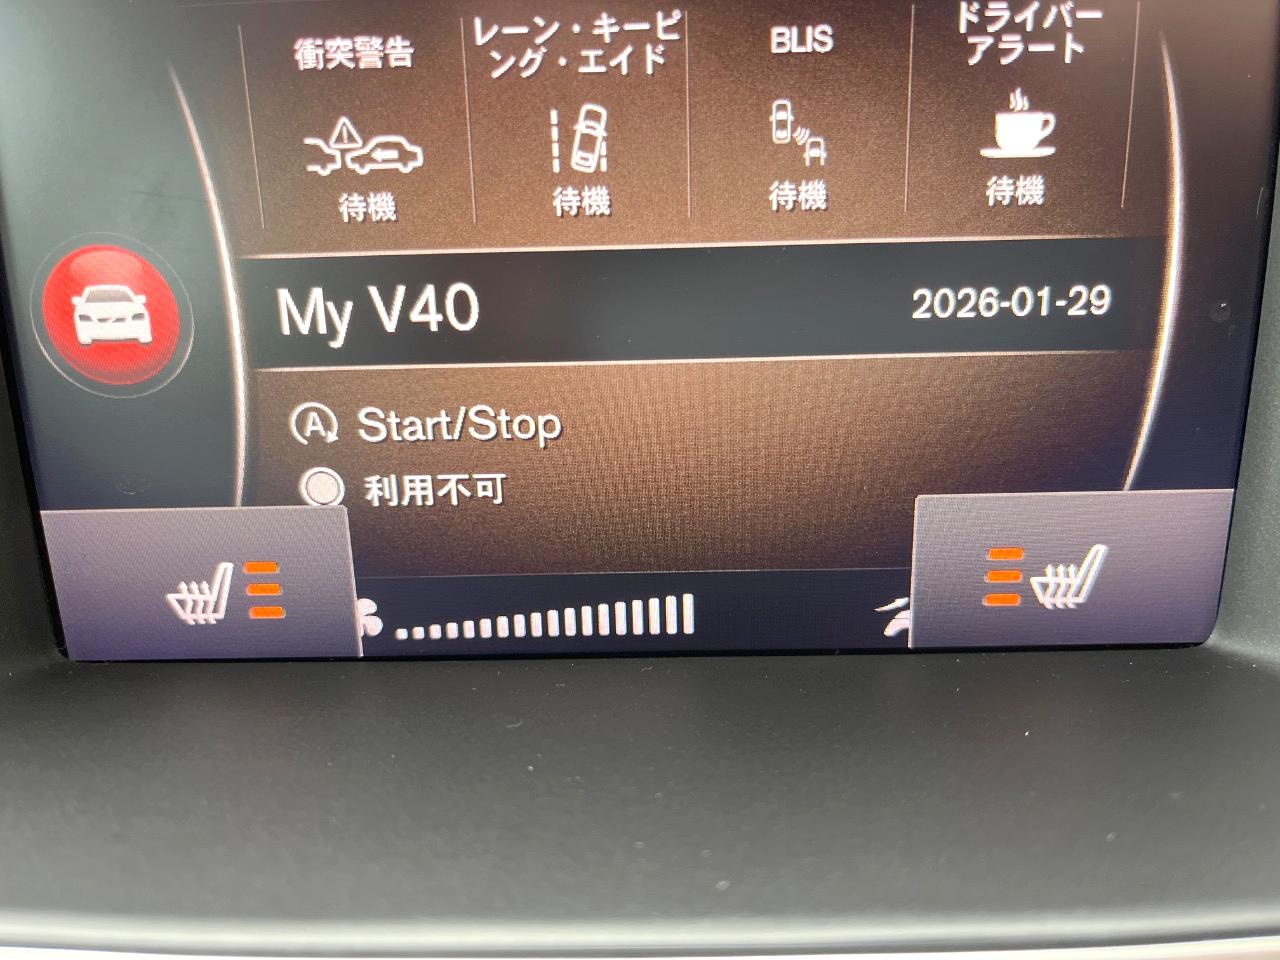 衝突警告
レーン・キーピ
ング・エイド
BLIS
ドライバー
アラート
待機
待機
待機
待機
My V40
2026-01-29
A Start/Stop
利用不可